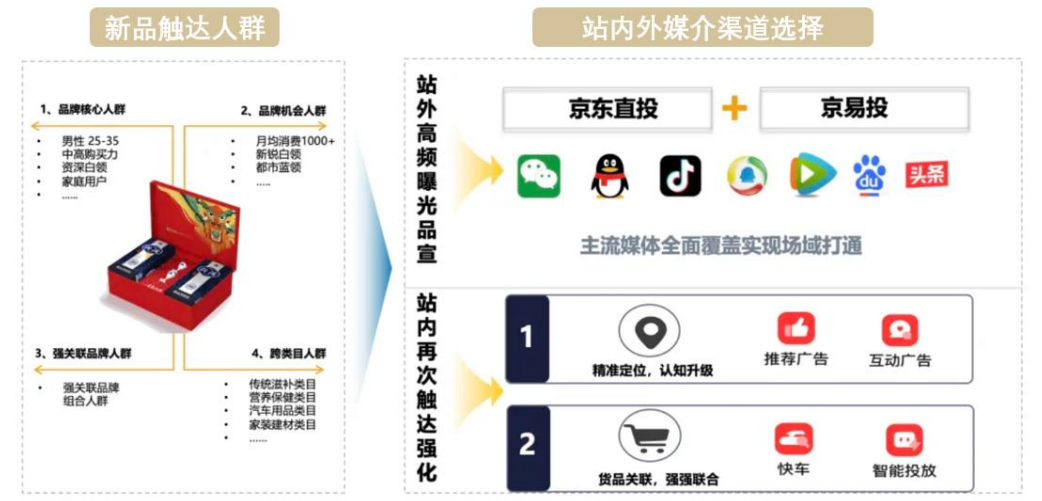 新品触达人群
站内外媒介渠道选择
1、品牌核心人群
男性 25-35
中高购买力
资深白领
家庭用户
......
2、品牌机会人群
月均消费1000+
新锐白领
都市蓝领
.....
3、强关联品牌人群
强关联品牌
组合人群
4、跨类目人群
传统滋补类目
营养保健类目
汽车用品类目
家装建材类目
......
站外高频曝光品宣
京东直投
+
京易投
du
头条
主流媒体全面覆盖实现场域打通
站内再次触达强化
1
精准定位，认知升级
推荐广告
互动广告
2
货品关联，强强联合
快车
智能投放